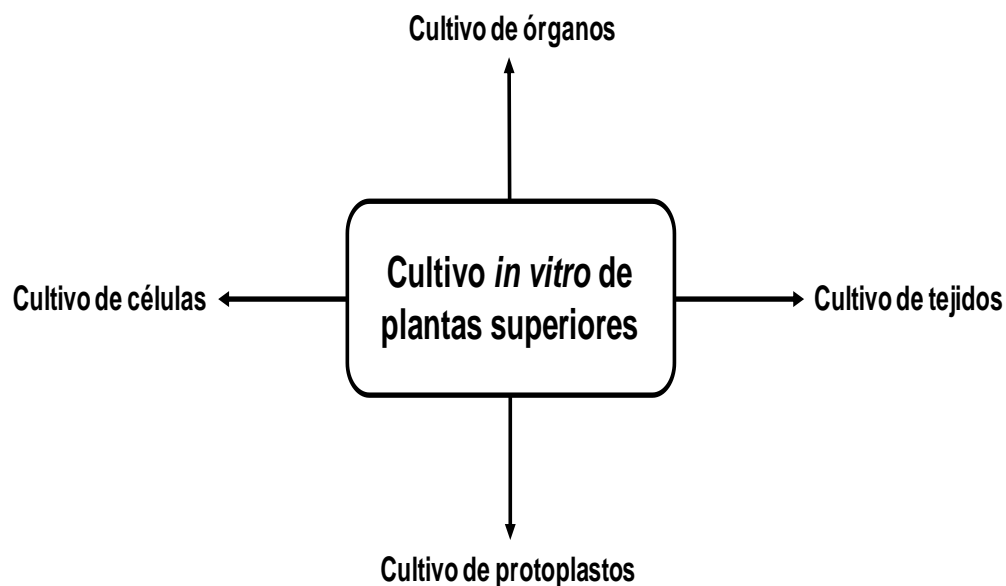 Cultivo de órganos
Cultivo in vitro de
plantas superiores
Cultivo de células
Cultivo de tejidos
Cultivo de protoplastos